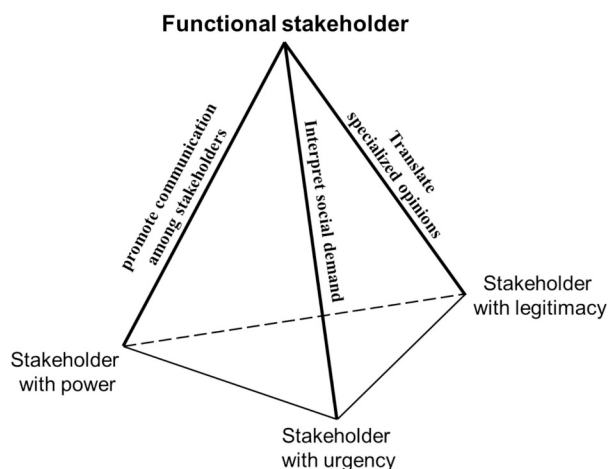 Functional stakeholder
promote communication
among stakeholders
Interpret social demand
Translate
specialized opinions
Stakeholder
with legitimacy
Stakeholder
with power
Stakeholder
with urgency